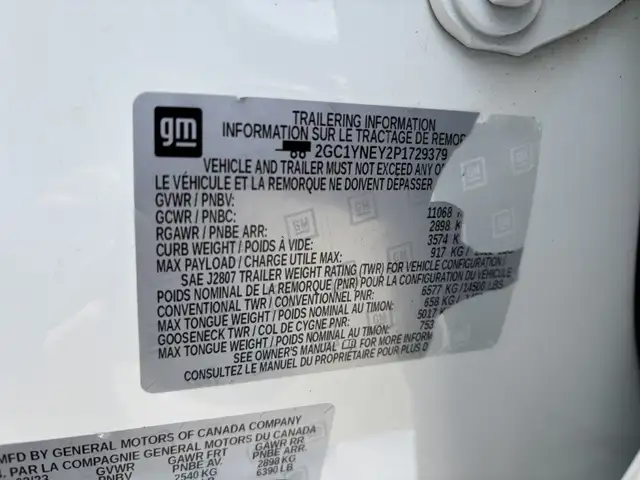 gm
TRAILERING INFORMATION
INFORMATION SUR LE TRACTAGE DE REMOR
2GC1YNEY2P1729379
VEHICLE AND TRAILER MUST NOT EXCEED ANY O
LE VÉHICULE ET LA REMORQUE NE DOIVENT DÉPASSER
GVWR / PNBV:
GCWR / PNBC: 11068
RGAWR / PNBE ARR: 2898 K
CURB WEIGHT / POIDS À VIDE: 3574 K
MAX PAYLOAD / CHARGE UTILE MAX: 917 KG /
SAE J2807 TRAILER WEIGHT RATING (TWR) FOR VEHICLE CONFIGURATION /
POIDS NOMINAL DE LA REMORQUE (PNR) POUR LA CONFIGURATION DU VÉHICULE
CONVENTIONAL TWR / CONVENTIONNEL PNR: 6577 KG/14500 LBS
MAX TONGUE WEIGHT / POIDS MAX AU TIMON: 658 KG /
GOOSENECK TWR / COL DE CYGNE PNR: 5017 K
MAX TONGUE WEIGHT / POIDS MAX AU TIMON: 753
SEE OWNER'S MANUAL FOR MORE INFORM
CONSULTEZ LE MANUEL DU PROPRIÉTAIRE POUR PLUS D
MFD BY GENERAL MOTORS OF CANADA COMPANY
PAR LA COMPAGNIE GENERAL MOTORS DU CANADA
GVWR GAWR FRT GAWR RR
PNBV PNBE AV. PNBE ARR.
2540 KG 2898 KG
6390 LB